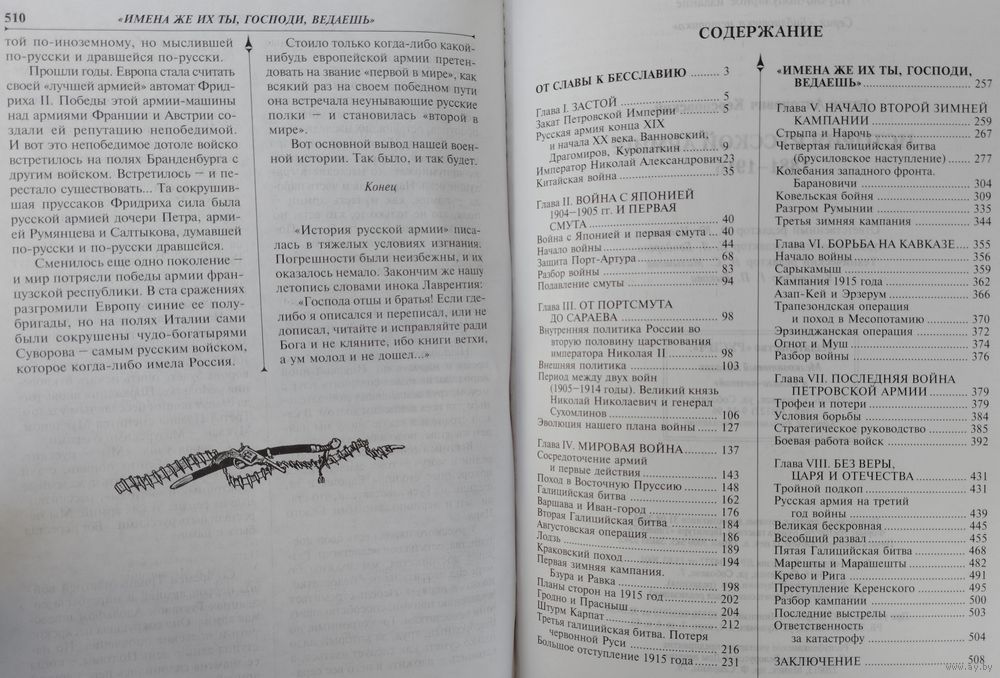 510
«ИМЕНА ЖЕ ИХ ТЫ, ГОСПОДИ, ВЕДАЕШЬ»
той по-иноземному, но мыслившей
по-русски и дравшейся по-русски.
Прошли годы. Европа стала считать
своей «лучшей армией» автомат Фрид-
риха II. Победы этой армии-машины
над армиями Франции и Австрии со-
здали ей репутацию непобедимой.
И вот это непобедимое дотоле войско
встретилось на полях Бранденбурга с
другим войском. Встретилось — и пе-
рестало существовать... Та сокрушив-
шая пруссаков Фридриха сила была
русской армией дочери Петра, арми-
ей Румянцева и Салтыкова, думавшей
по-русски и по-русски дравшейся.
Сменилось еще одно поколение —
и мир потрясли победы армии фран-
цузской республики. В ста сражениях
разгромили Европу синие ее полу-
бригады, но на полях Италии сами
были сокрушены чудо-богатырями
Суворова — самым русским войском,
которое когда-либо имела Россия.
Стоило только когда-либо какой-
нибудь европейской армии претен-
довать на звание «первой в мире», как
всякий раз на своем победном пути
она встречала неунывающие русские
полки — и становилась «второй в
мире».
Вот основной вывод нашей воен-
ной истории. Так было, и так будет.
Конец
«История русской армии» писа-
лась в тяжелых условиях изгнания.
Погрешности были неизбежны, и их
оказалось немало. Закончим же нашу
летопись словами инока Лаврентия:
«Господа отцы и братья! Если где-
либо я описался и переписал, или не
дописал, читайте и исправляйте ради
Бога и не кляните, ибо книги ветхи,
а ум молод и не дошел...»
СОДЕРЖАНИЕ
ОТ СЛАВЫ К БЕССЛАВИЮ ......... 3
Глава I. ЗАСТОЙ ......... 5
Закат Петровской Империи ......... 5
Русская армия конца XIX
и начала XX века. Ванновский,
Драгомиров, Куропаткин ......... 9
Император Николай Александрович 23
Китайская война ......... 35
Глава II. ВОЙНА С ЯПОНИЕЙ
1904—1905 гг. И ПЕРВАЯ
СМУТА ......... 40
Война с Японией и первая смута ... 40
Начало войны ......... 44
Защита Порт-Артура ......... 68
Разбор войны ......... 83
Подавление смуты ......... 94
Глава III. ОТ ПОРТСМУТА
ДО САРАЕВА ......... 98
Внутренняя политика России во
вторую половину царствования
императора Николая II ......... 98
Внешняя политика ......... 103
Период между двух войн
(1905—1914 годы). Великий князь
Николай Николаевич и генерал
Сухомлинов ......... 106
Эволюция нашего плана войны ...... 127
Глава IV. МИРОВАЯ ВОЙНА ......... 137
Сосредоточение армий
и первые действия ......... 143
Поход в Восточную Пруссию ......... 148
Галицийская битва ......... 162
Варшава и Иван-город ......... 176
Вторая Галицийская битва ......... 184
Августовская операция ......... 186
Лодзь ......... 189
Краковский поход ......... 194
Первая зимняя кампания.
Бзура и Равка ......... 198
Планы сторон на 1915 год ......... 202
Гродно и Прасныш ......... 204
Штурм Карпат ......... 212
Третья галицийская битва. Потеря
червонной Руси ......... 216
Большое отступление 1915 года ...... 231
«ИМЕНА ЖЕ ИХ ТЫ, ГОСПОДИ,
ВЕДАЕШЬ» ......... 257
Глава V. НАЧАЛО ВТОРОЙ ЗИМНЕЙ
КАМПАНИИ ......... 259
Стрыпа и Нарочь ......... 267
Четвертая галицийская битва
(брусиловское наступление) ......... 277
Колебания западного фронта.
Барановичи ......... 304
Ковельская бойня ......... 309
Разгром Румынии ......... 335
Третья зимняя кампания ......... 344
Глава VI. БОРЬБА НА КАВКАЗЕ .... 355
Начало войны ......... 356
Сарыкамыш ......... 359
Кампания 1915 года ......... 362
Азап-Кей и Эрзерум ......... 366
Трапезондская операция
и поход в Месопотамию ......... 370
Эрзинджанская операция ......... 372
Огнот и Муш ......... 374
Разбор войны ......... 376
Глава VII. ПОСЛЕДНЯЯ ВОЙНА
ПЕТРОВСКОЙ АРМИИ ......... 379
Трофеи и потери ......... 379
Условия борьбы ......... 384
Стратегическое руководство ......... 385
Боевая работа войск ......... 392
Глава VIII. БЕЗ ВЕРЫ,
ЦАРЯ И ОТЕЧЕСТВА ......... 431
Тройной подкоп ......... 431
Русская армия на третий
год войны ......... 439
Великая бескровная ......... 445
Всеобщий развал ......... 455
Пятая Галицийская битва ......... 468
Марешты и Марашешты ......... 482
Крево и Рига ......... 491
Преступление Керенского ......... 495
Разбор кампании ......... 500
Последние выстрелы ......... 503
Ответственность
за катастрофу ......... 504
ЗАКЛЮЧЕНИЕ ......... 508
www.ay.by